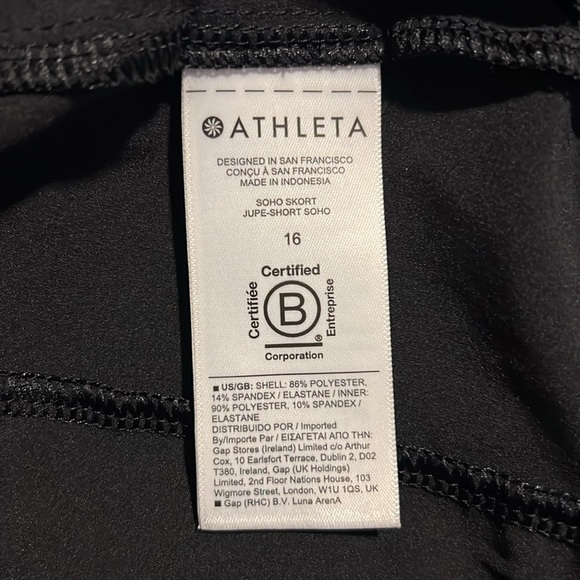 ATHLETA
DESIGNED IN SAN FRANCISCO
CONÇU À SAN FRANCISCO
MADE IN INDONESIA
SOHO SKORT
JUPE-SHORT SOHO
16
Certified
Certifiée
B
Entreprise
®
Corporation
■ US/GB: SHELL: 86% POLYESTER,
14% SPANDEX / ELASTANE / INNER:
90% POLYESTER, 10% SPANDEX /
ELASTANE
DISTRIBUIDO POR / Imported
By/Importe Par / ΕΙΣΑΓΕΤΑΙ ΑΠΟ ΤΗΝ:
Gap Stores (Ireland) Limited c/o Arthur
Cox, 10 Earlsfort Terrace, Dublin 2, D02
T380, Ireland, Gap (UK Holdings)
Limited, 2nd Floor Nations House, 103
Wigmore Street, London, W1U 1QS, UK
■ Gap (RHC) B.V. Luna ArenA